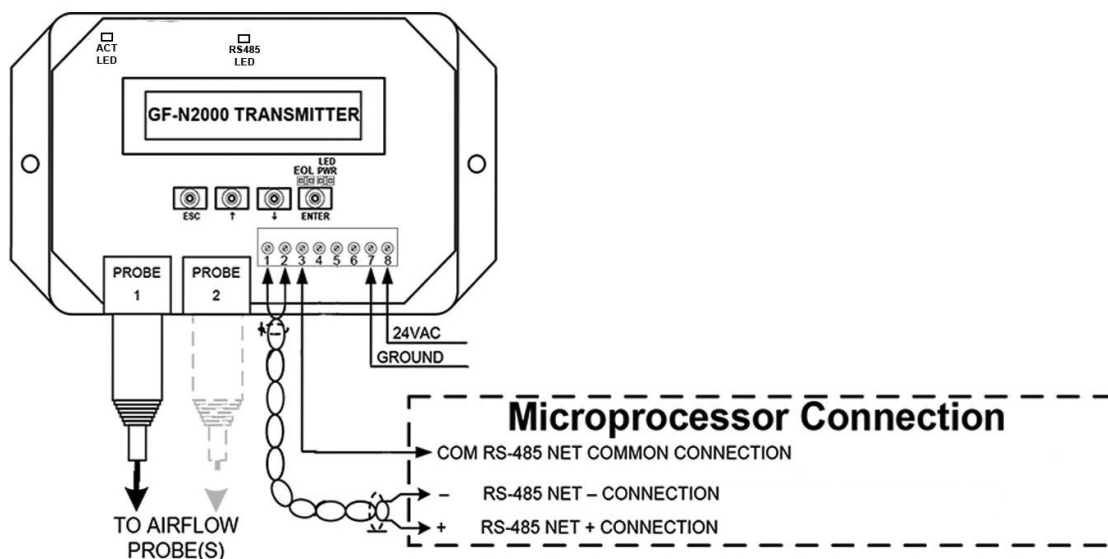 ACT
LED
RS485
LED
GF-N2000 TRANSMITTER
LED
EOL PWR
ESC ↑ ↓ ENTER
1 2 3 4 5 6 7 8
PROBE
1
PROBE
2
24VAC
GROUND
Microprocessor Connection
COM RS-485 NET COMMON CONNECTION
– RS-485 NET – CONNECTION
+ RS-485 NET + CONNECTION
TO AIRFLOW
PROBE(S)